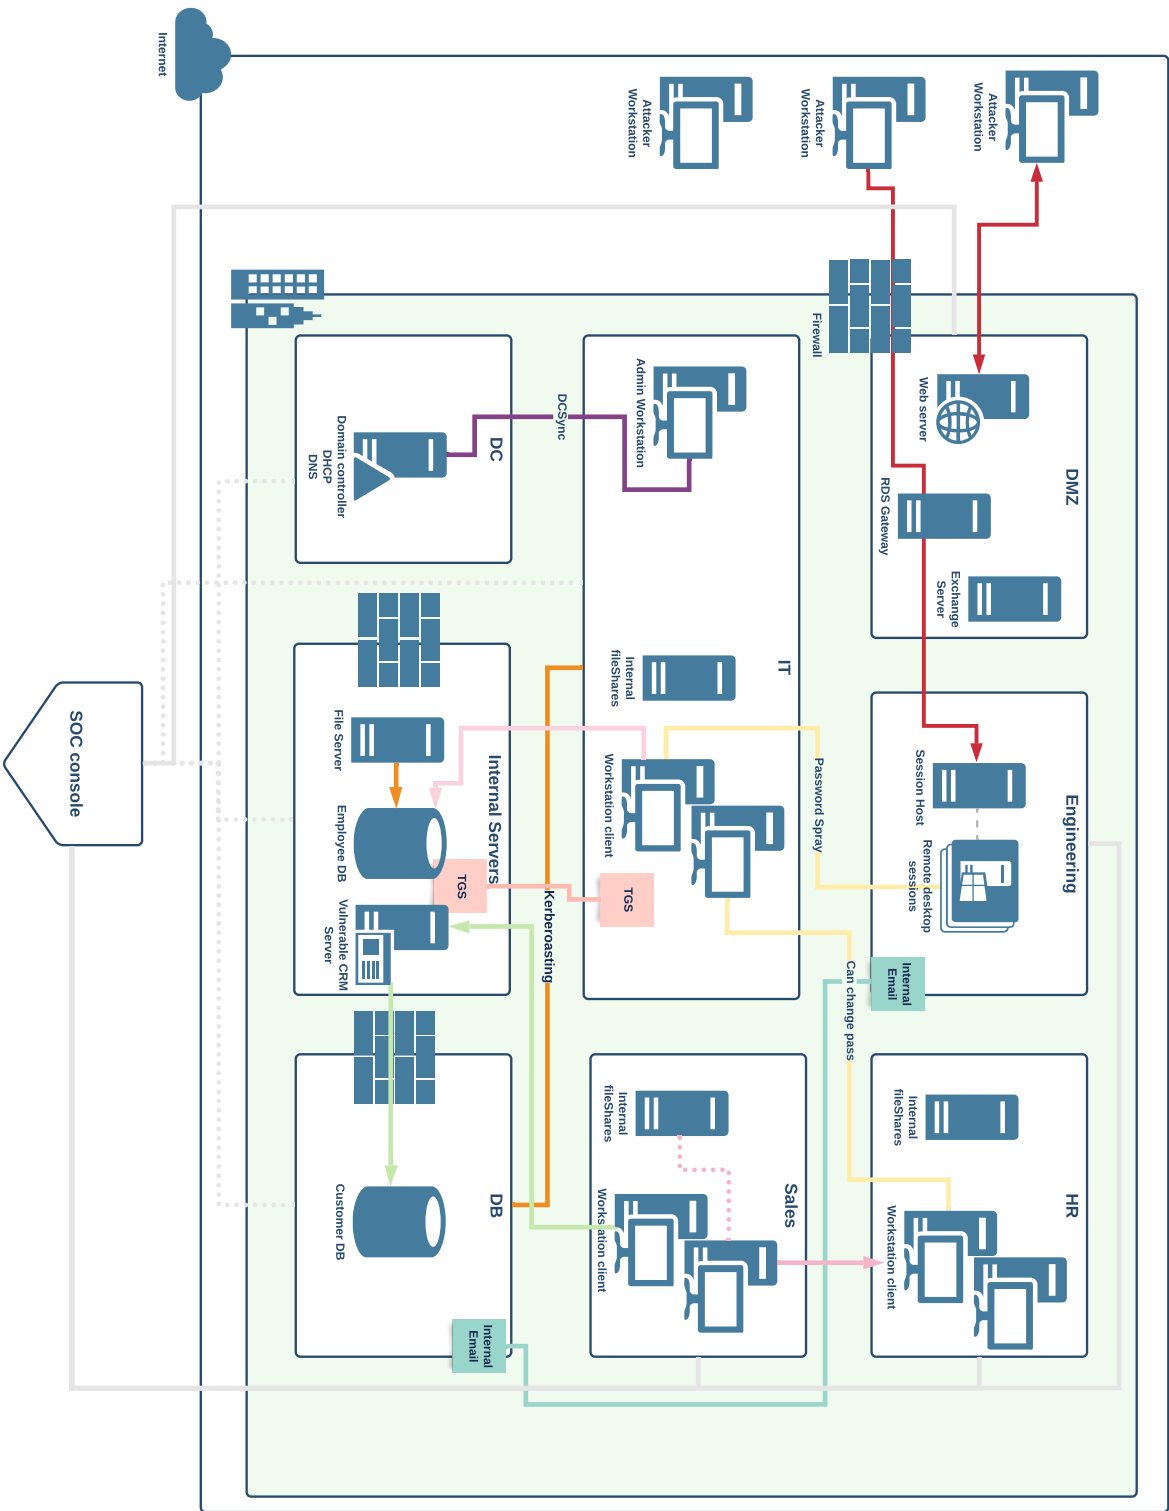 Internet
Attacker
Workstation
Attacker
Workstation
Attacker
Workstation
Firewall
DMZ
Web server
RDS Gateway
Exchange
Server
Engineering
Session Host
Remote desktop
sessions
Internal
Email
HR
Internal
fileShares
Workstation client
IT
Admin Workstation
Internal
fileShares
Workstation client
TGS
Password Spray
Can change pass
Sales
Internal
fileShares
Workstation client
DCSync
Kerberoasting
DC
Domain controller
DHCP
DNS
Internal Servers
File Server
Employee DB
TGS
Vulnerable CRM
Server
DB
Customer DB
Internal
Email
SOC console